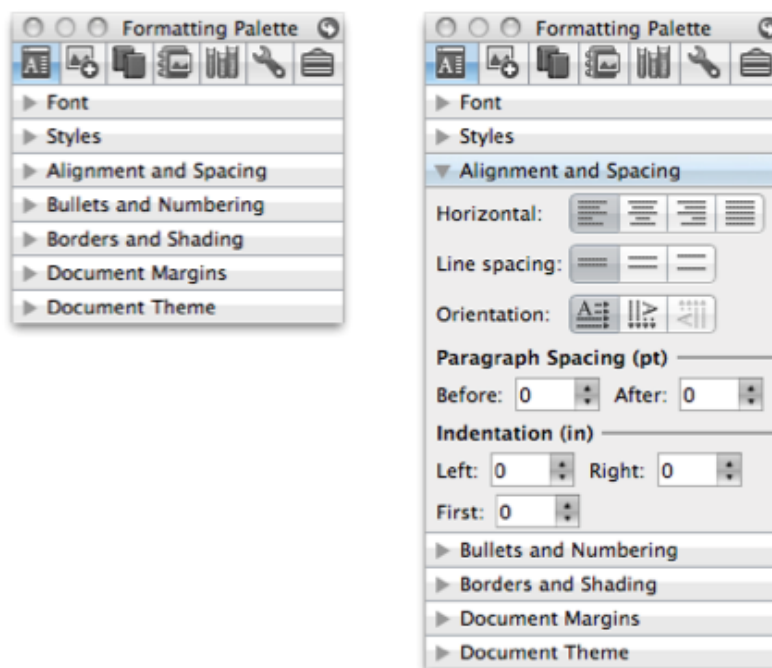 Formatting Palette
Font
Styles
Alignment and Spacing
Bullets and Numbering
Borders and Shading
Document Margins
Document Theme
Formatting Palette
Font
Styles
Alignment and Spacing
Horizontal:
Line spacing:
Orientation:
Paragraph Spacing (pt)
Before: 0 After: 0
Indentation (in)
Left: 0 Right: 0
First: 0
Bullets and Numbering
Borders and Shading
Document Margins
Document Theme